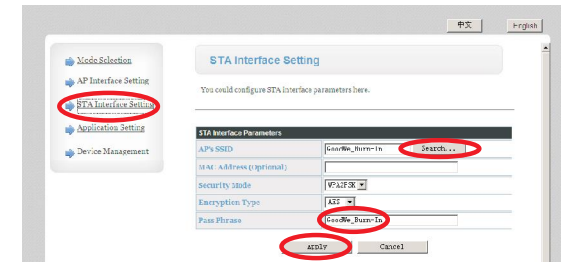 中文 English
Mode Selection
AP Interface Setting
STA Interface Setting
Application Setting
Device Management
STA Interface Setting
You could configure STA interface parameters here.
STA Interface Parameters
AP's SSID GoodWe_Burn-In Search...
MAC Address (Optional)
Security Mode WPA2PSK
Encryption Type AES
Pass Phrase GoodWe_Burn-In
Apply Cancel